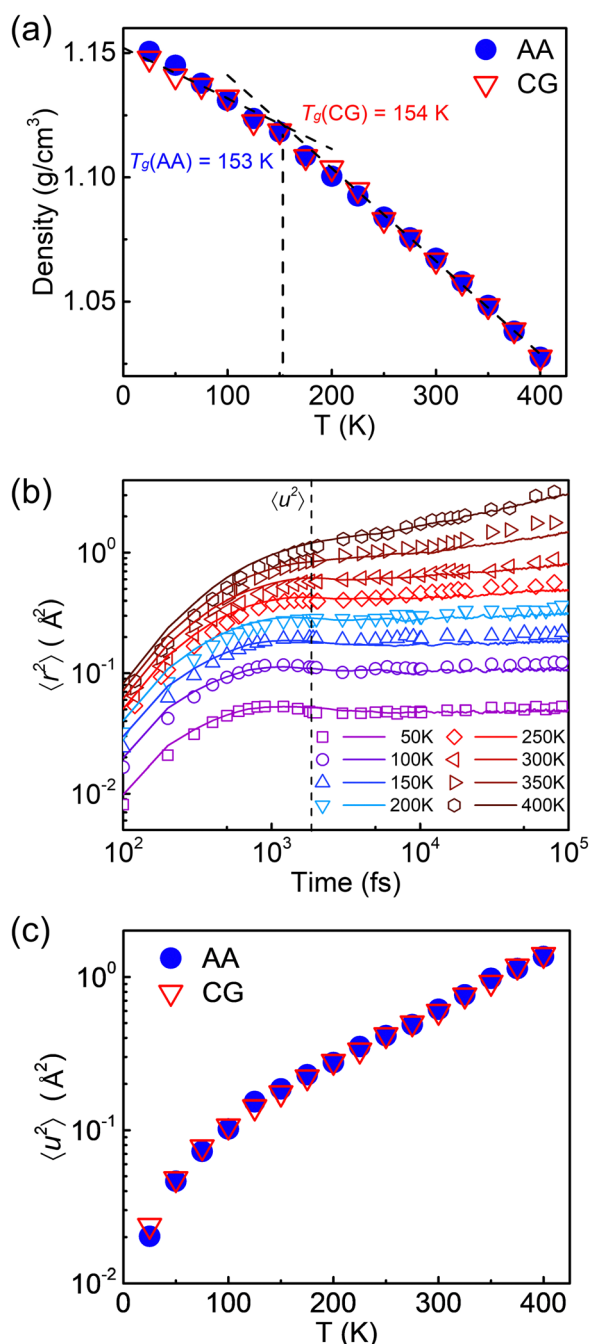 (a)
1.15
1.10
1.05
Density (g/cm³)
AA
CG
Tg(CG) = 154 K
Tg(AA) = 153 K
0
100
200
300
400
T (K)
(b)
⟨u²⟩
10⁰
10⁻¹
10⁻²
⟨r²⟩ (Å²)
50K
250K
100K
300K
150K
350K
200K
400K
10²
10³
10⁴
10⁵
Time (fs)
(c)
AA
CG
10⁰
10⁻¹
10⁻²
⟨u²⟩ (Å²)
0
100
200
300
400
T (K)